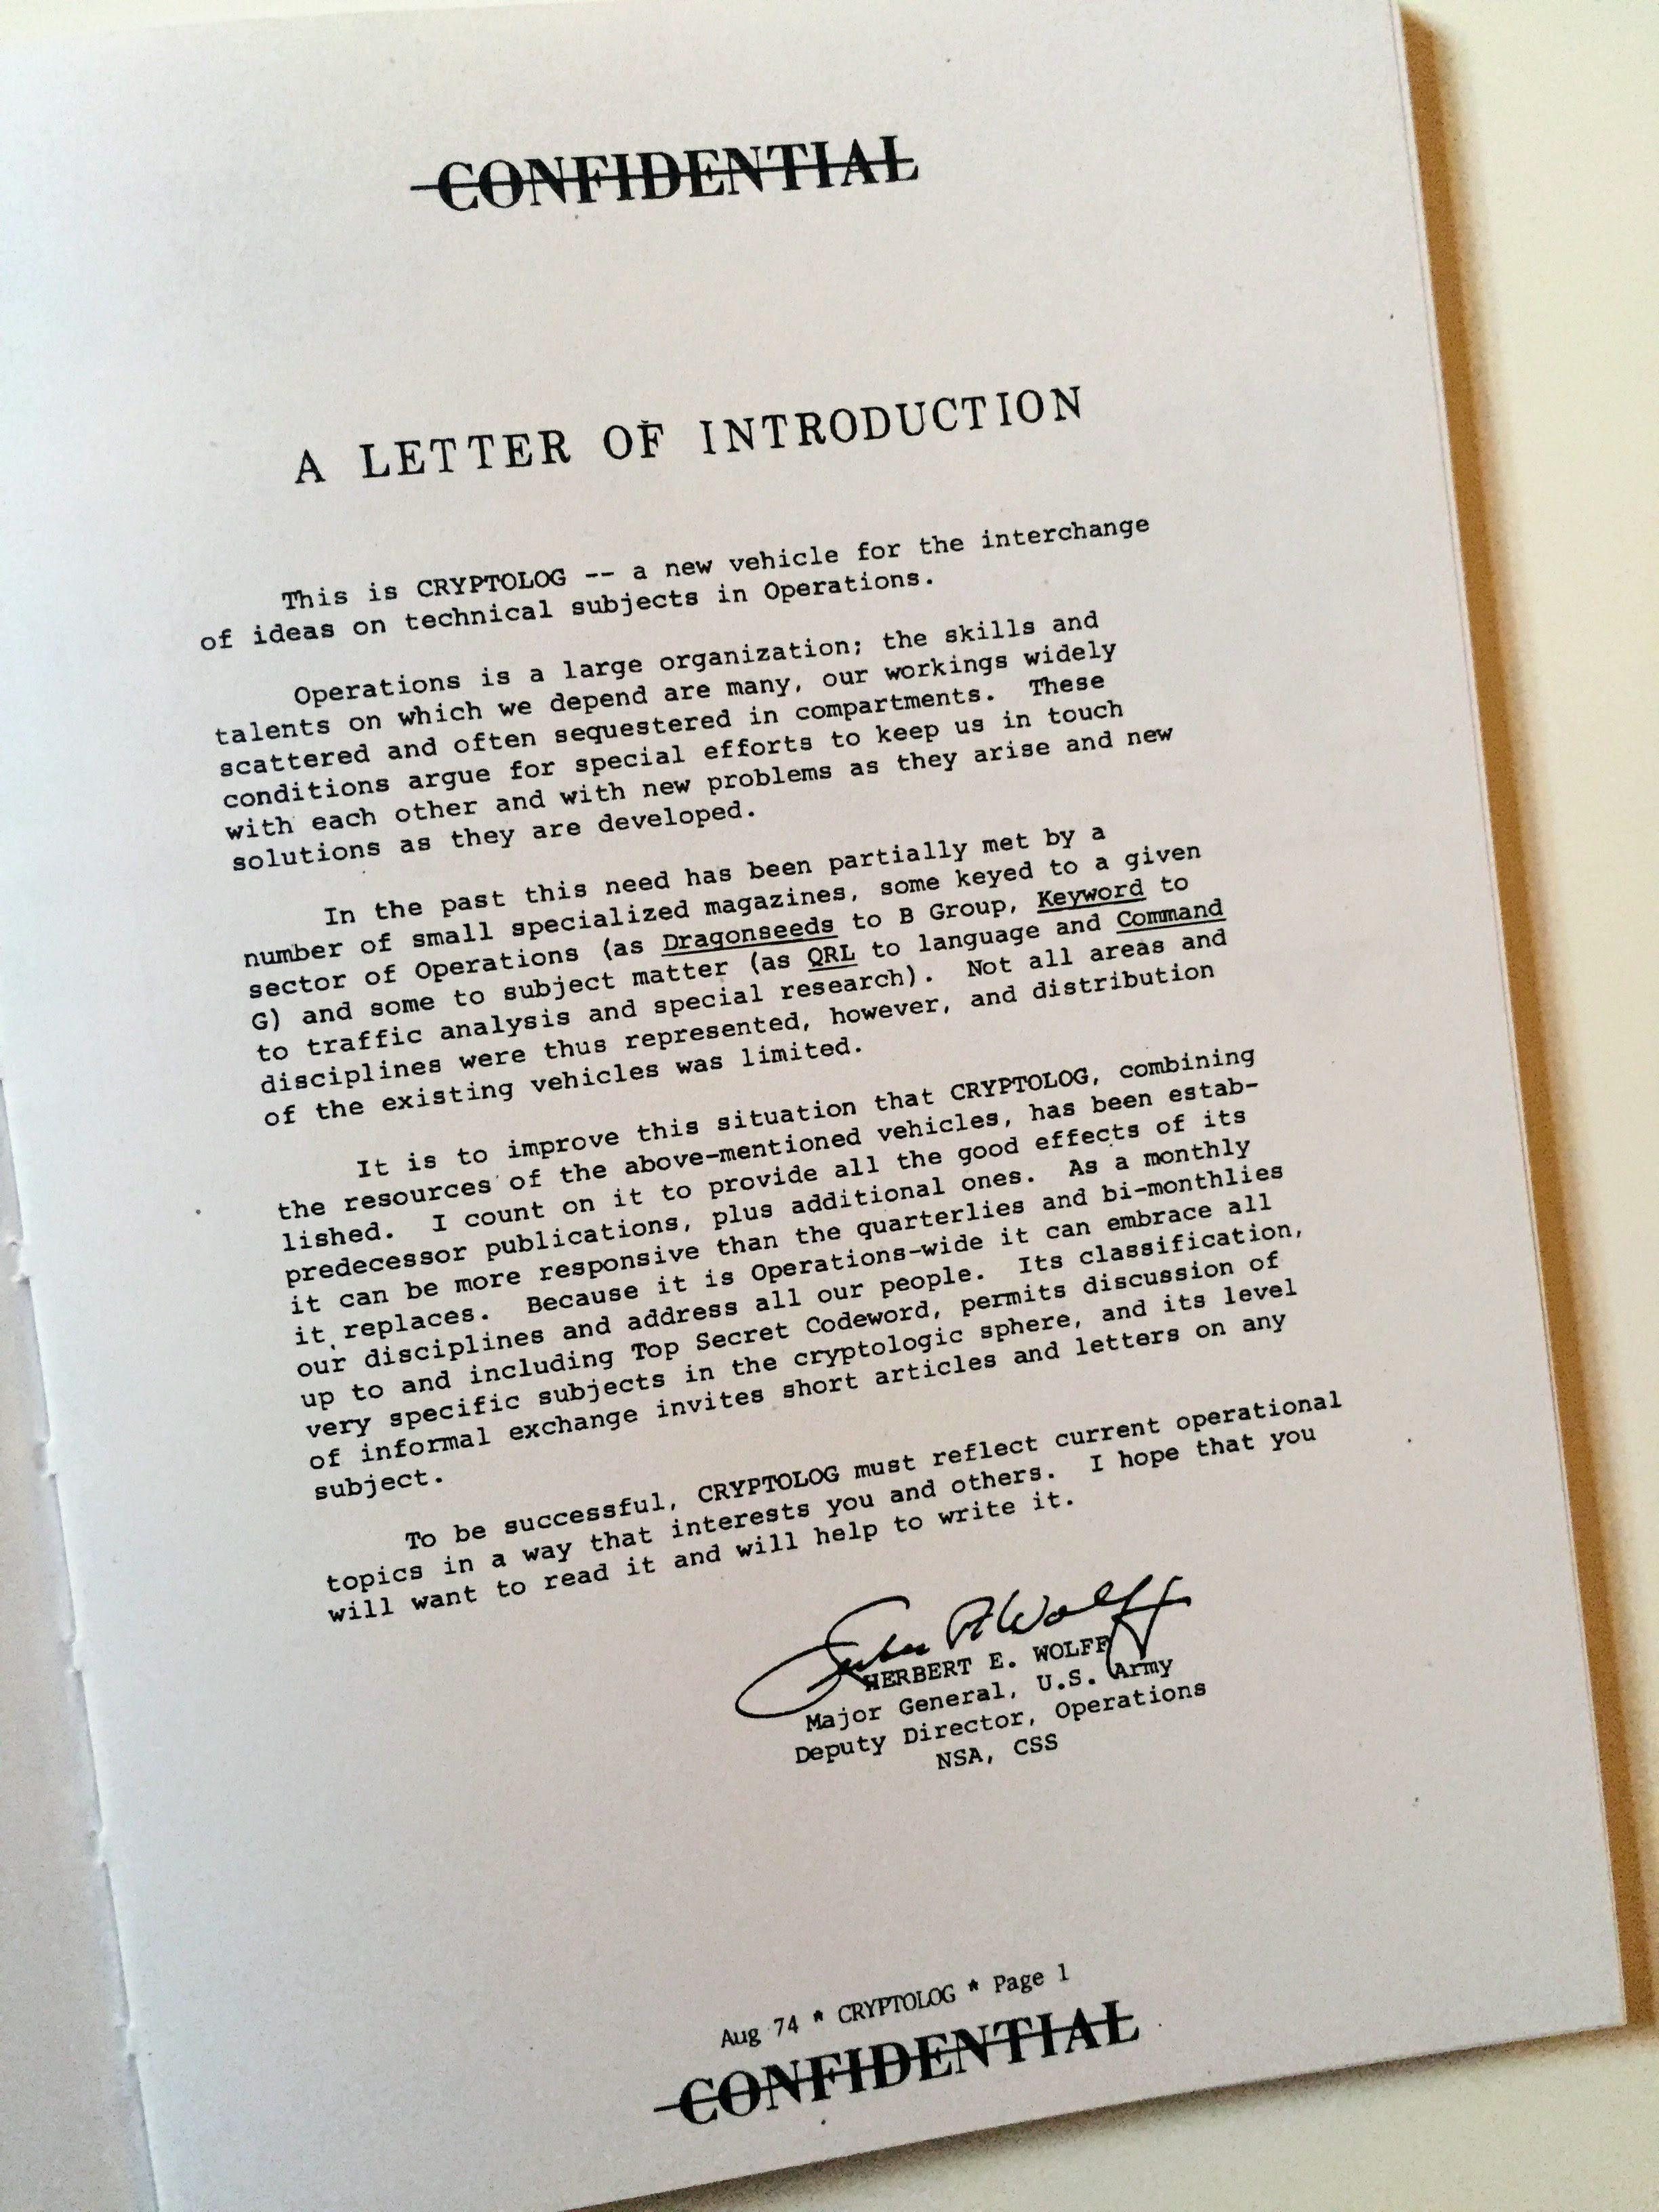 CONFIDENTIAL
A LETTER OF INTRODUCTION
This is CRYPTOLOG -- a new vehicle for the interchange
of ideas on technical subjects in Operations.
Operations is a large organization; the skills and
talents on which we depend are many, our workings widely
scattered and often sequestered in compartments. These
conditions argue for special efforts to keep us in touch
with each other and with new problems as they arise and new
solutions as they are developed.
In the past this need has been partially met by a
number of small specialized magazines, some keyed to a given
sector of Operations (as Dragonseeds to B Group, Keyword to
G) and some to subject matter (as QRL to language and Command
to traffic analysis and special research). Not all areas and
disciplines were thus represented, however, and distribution
of the existing vehicles was limited.
It is to improve this situation that CRYPTOLOG, combining
the resources of the above-mentioned vehicles, has been estab-
lished. I count on it to provide all the good effects of its
predecessor publications, plus additional ones. As a monthly
it can be more responsive than the quarterlies and bi-monthlies
it replaces. Because it is Operations-wide it can embrace all
our disciplines and address all our people. Its classification,
up to and including Top Secret Codeword, permits discussion of
very specific subjects in the cryptologic sphere, and its level
of informal exchange invites short articles and letters on any
subject.
To be successful, CRYPTOLOG must reflect current operational
topics in a way that interests you and others. I hope that you
will want to read it and will help to write it.
HERBERT E. WOLFF
Major General, U.S. Army
Deputy Director, Operations
NSA, CSS
Aug 74 * CRYPTOLOG * Page 1
CONFIDENTIAL